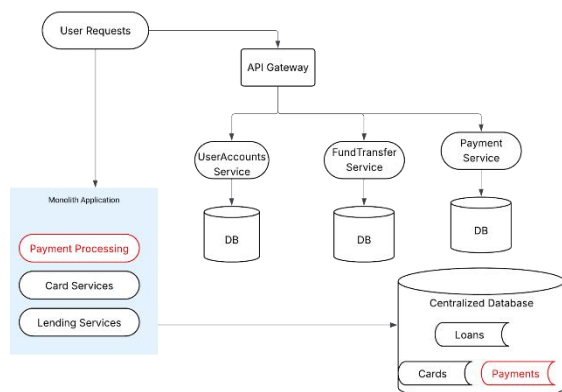 User Requests
API Gateway
UserAccounts
Service
FundTransfer
Service
Payment
Service
DB
DB
DB
Monolith Application
Payment Processing
Card Services
Lending Services
Centralized Database
Loans
Cards
Payments